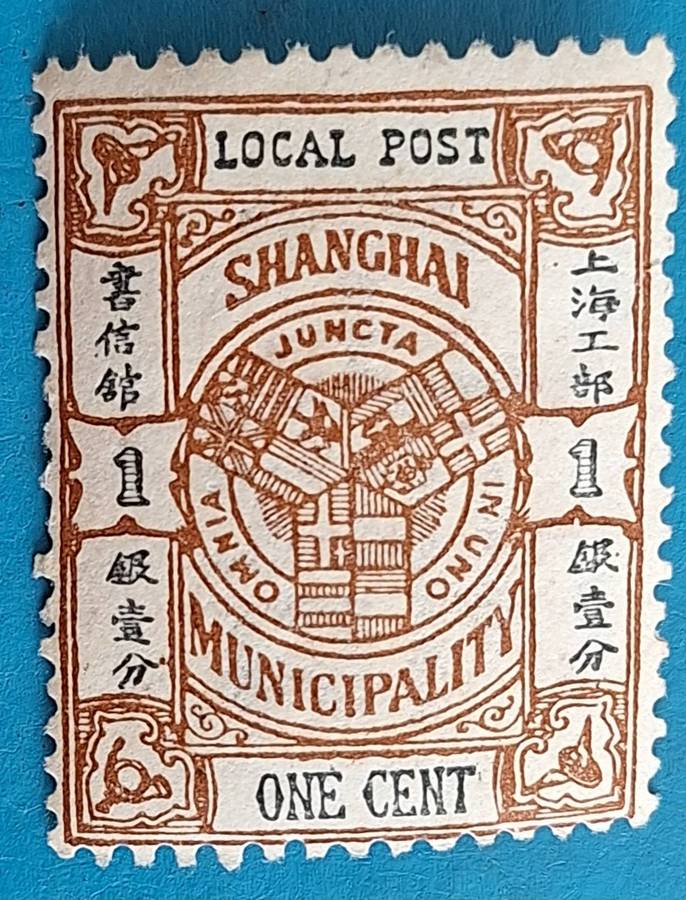 LOCAL POST
上海工部
書信館
SHANGHAI
JUNCTA
IN UNO
OMNIA
1
1
銀壹分
銀壹分
MUNICIPALITY
ONE CENT